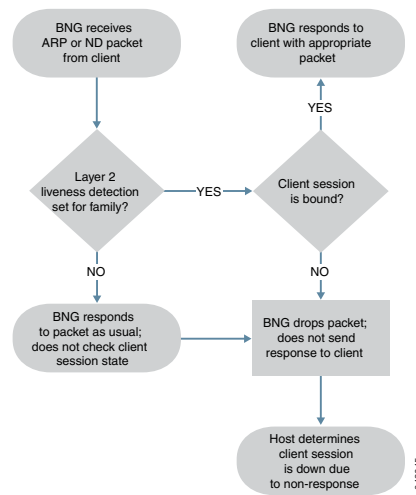 BNG receives
ARP or ND packet
from client
BNG responds to
client with appropriate
packet
YES
Layer 2
liveness detection
set for family?
YES
Client session
is bound?
NO
NO
BNG responds
to packet as usual;
does not check client
session state
BNG drops packet;
does not send
response to client
Host determines
client session
is down due
to non-response